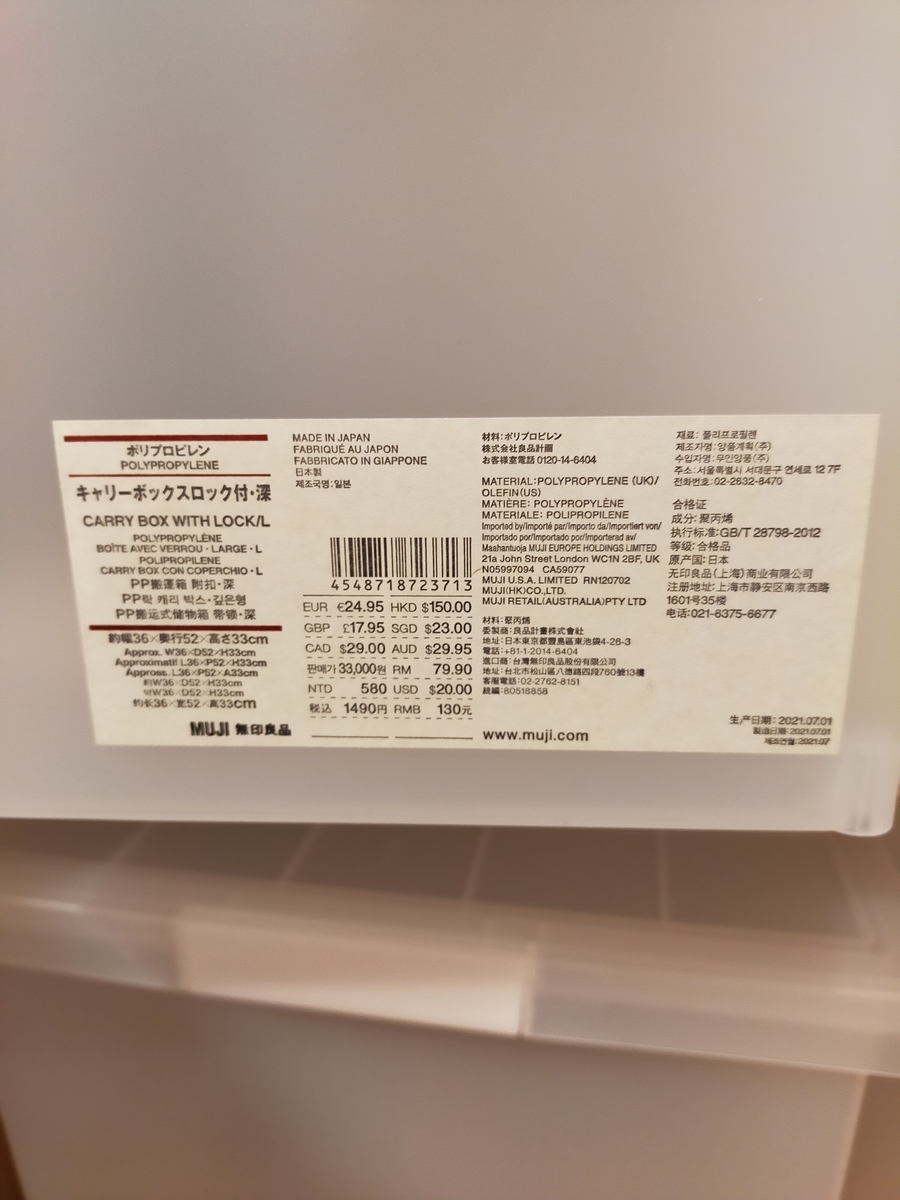 ポリプロピレン
POLYPROPYLENE
キャリーボックスロック付・深
CARRY BOX WITH LOCK/L
POLYPROPYLÈNE
BOÎTE AVEC VERROU・LARGE・L
POLIPROPILENE
CARRY BOX CON COPERCHIO・L
PP搬運箱 附扣・深
PP락 캐리 박스・깊은형
PP搬运式储物箱 带锁・深
約幅36×奥行52×高さ33cm
Approx. W36×D52×H33cm
Approximatif L36×P52×H33cm
Appross. L36×P52×A33cm
約W36×D52×H33cm
약W36×D52×H33cm
约长36×宽52×高33cm
MUJI 無印良品
MADE IN JAPAN
FABRIQUÉ AU JAPON
FABBRICATO IN GIAPPONE
日本製
제조국명:일본
4548718723713
EUR €24.95 HKD $150.00
GBP £17.95 SGD $23.00
CAD $29.00 AUD $29.95
판매가 33,000원 RM 79.90
NTD 580 USD $20.00
税込 1490円 RMB 130元
材料:ポリプロピレン
株式会社良品計画
お客様室電話 0120-14-6404
MATERIAL:POLYPROPYLENE (UK)/
OLEFIN(US)
MATIÈRE: POLYPROPYLÈNE
MATERIALE: POLIPROPILENE
Imported by/Importé par/Importo da/Importiert von/
Importado por/Importado por/Importerad av/
Maahantuoja MUJI EUROPE HOLDINGS LIMITED
21a John Street London WC1N 2BF, UK
N05997094 CA59077
MUJI U.S.A. LIMITED RN120702
MUJI(HK)CO.,LTD.
MUJI RETAIL(AUSTRALIA)PTY LTD
材料:聚丙烯
委製商:良品計畫株式會社
地址:日本東京都豐島區東池袋4-26-3
電話:+81-1-2014-6404
進口商:台灣無印良品股份有限公司
地址:台北市松山區八德路四段760號13樓
客服電話:02-2762-8151
統編:80516858
www.muji.com
재료: 폴리프로필렌
제조자명:양품계획(주)
수입자명:무인양품(주)
주소:서울특별시 서대문구 연세로 12 7F
전화번호:02-2632-8470
合格证
成分:聚丙烯
执行标准:GB/T 28798-2012
等级:合格品
原产国:日本
无印良品(上海)商业有限公司
注册地址:上海市静安区南京西路
1601号35楼
电话:021-6375-6677
生产日期:2021.07.01
製造日期:2021.07.01
제조연월:2021.07